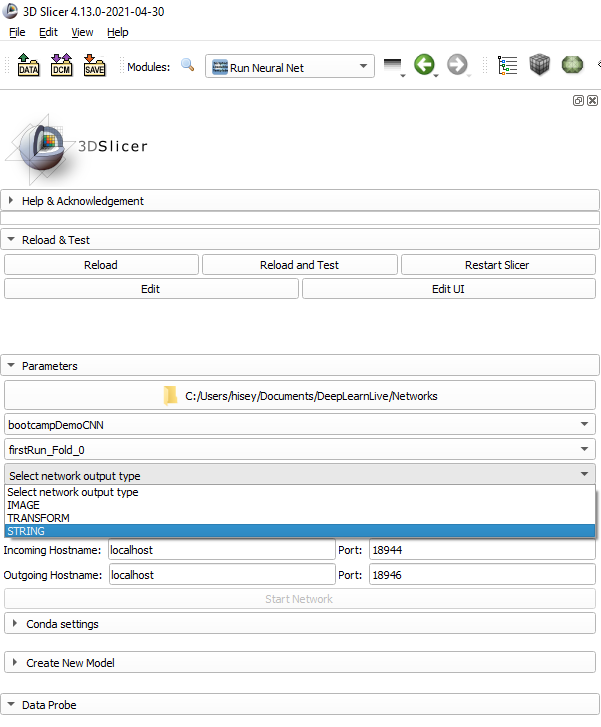 3D Slicer 4.13.0-2021-04-30
File Edit View Help
DATA DCM SAVE Modules: Run Neural Net
3DSlicer
Help & Acknowledgement
Reload & Test
Reload Reload and Test Restart Slicer
Edit Edit UI
Parameters
C:/Users/hisey/Documents/DeepLearnLive/Networks
bootcampDemoCNN
firstRun_Fold_0
Select network output type
Select network output type
IMAGE
TRANSFORM
STRING
Incoming Hostname: localhost Port: 18944
Outgoing Hostname: localhost Port: 18946
Start Network
Conda settings
Create New Model
Data Probe